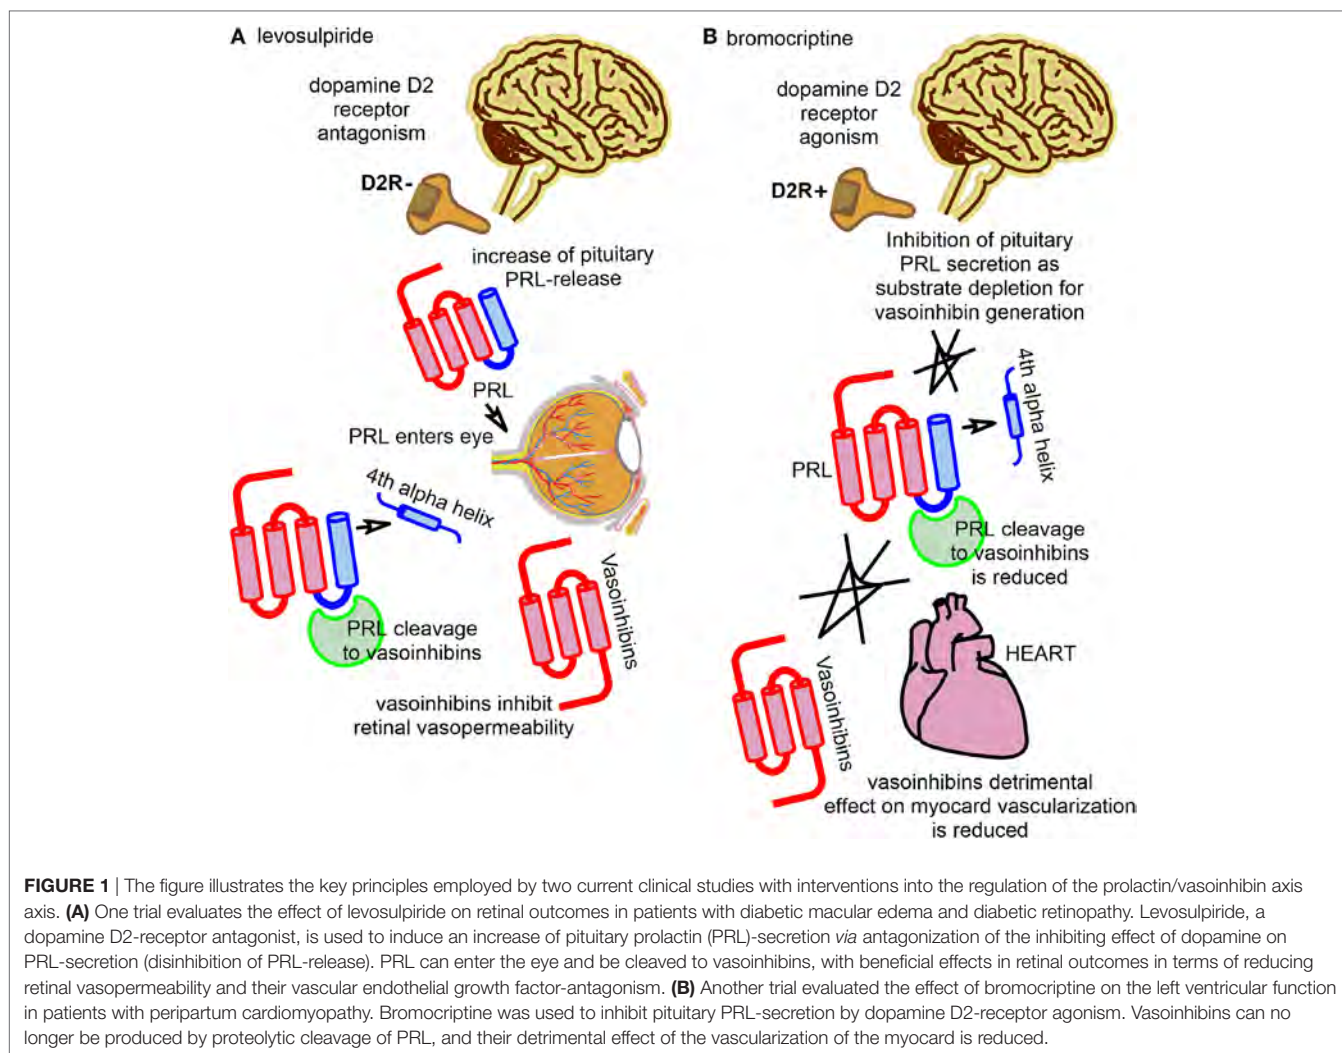 A levosulpiride
dopamine D2
receptor
antagonism
D2R-
increase of pituitary
PRL-release
PRL
PRL enters eye
4th alpha helix
PRL cleavage
to vasoinhibins
Vasoinhibins
vasoinhibins inhibit
retinal vasopermeability
B bromocriptine
dopamine D2
receptor
agonism
D2R+
Inhibition of pituitary
PRL secretion as
substrate depletion for
vasoinhibin generation
4th alpha helix
PRL
PRL cleavage
to vasoinhibins
is reduced
HEART
Vasoinhibins
vasoinhibins detrimental
effect on myocard vascularization
is reduced
FIGURE 1 | The figure illustrates the key principles employed by two current clinical studies with interventions into the regulation of the prolactin/vasoinhibin axis
axis. (A) One trial evaluates the effect of levosulpiride on retinal outcomes in patients with diabetic macular edema and diabetic retinopathy. Levosulpiride, a
dopamine D2-receptor antagonist, is used to induce an increase of pituitary prolactin (PRL)-secretion via antagonization of the inhibiting effect of dopamine on
PRL-secretion (disinhibition of PRL-release). PRL can enter the eye and be cleaved to vasoinhibins, with beneficial effects in retinal outcomes in terms of reducing
retinal vasopermeability and their vascular endothelial growth factor-antagonism. (B) Another trial evaluated the effect of bromocriptine on the left ventricular function
in patients with peripartum cardiomyopathy. Bromocriptine was used to inhibit pituitary PRL-secretion by dopamine D2-receptor agonism. Vasoinhibins can no
longer be produced by proteolytic cleavage of PRL, and their detrimental effect of the vascularization of the myocard is reduced.